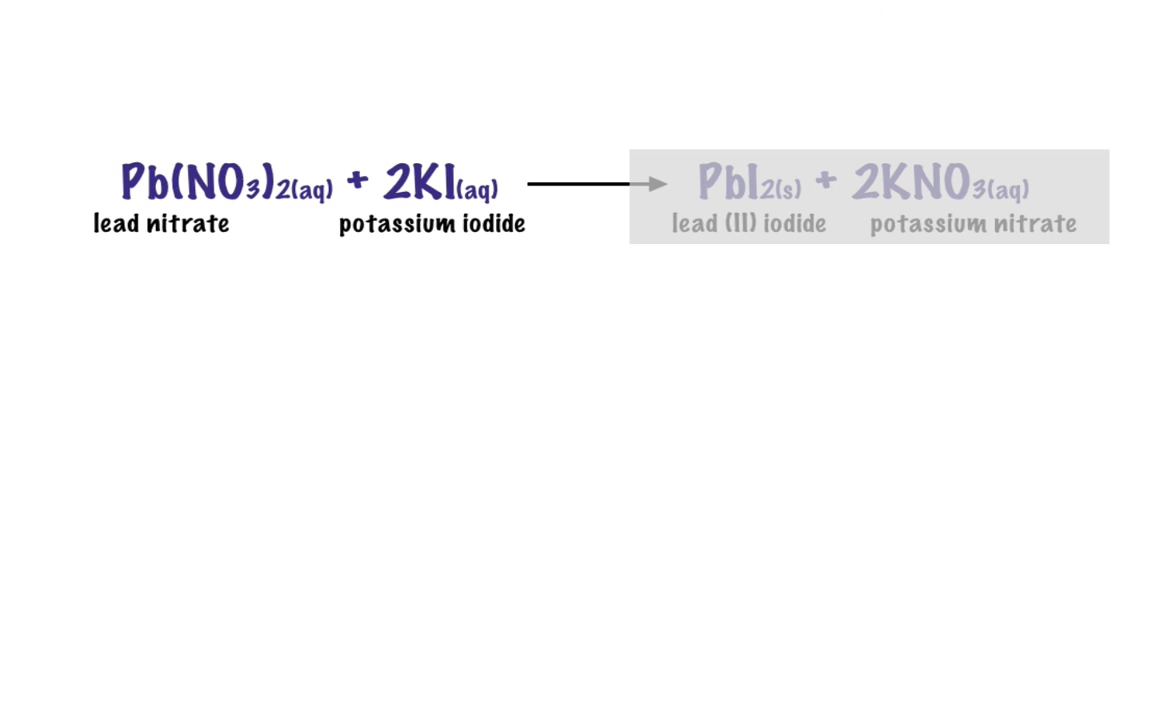 Pb(NO3)2(aq) + 2KI(aq) → PbI2(s) + 2KNO3(aq)
lead nitrate potassium iodide lead (II) iodide potassium nitrate